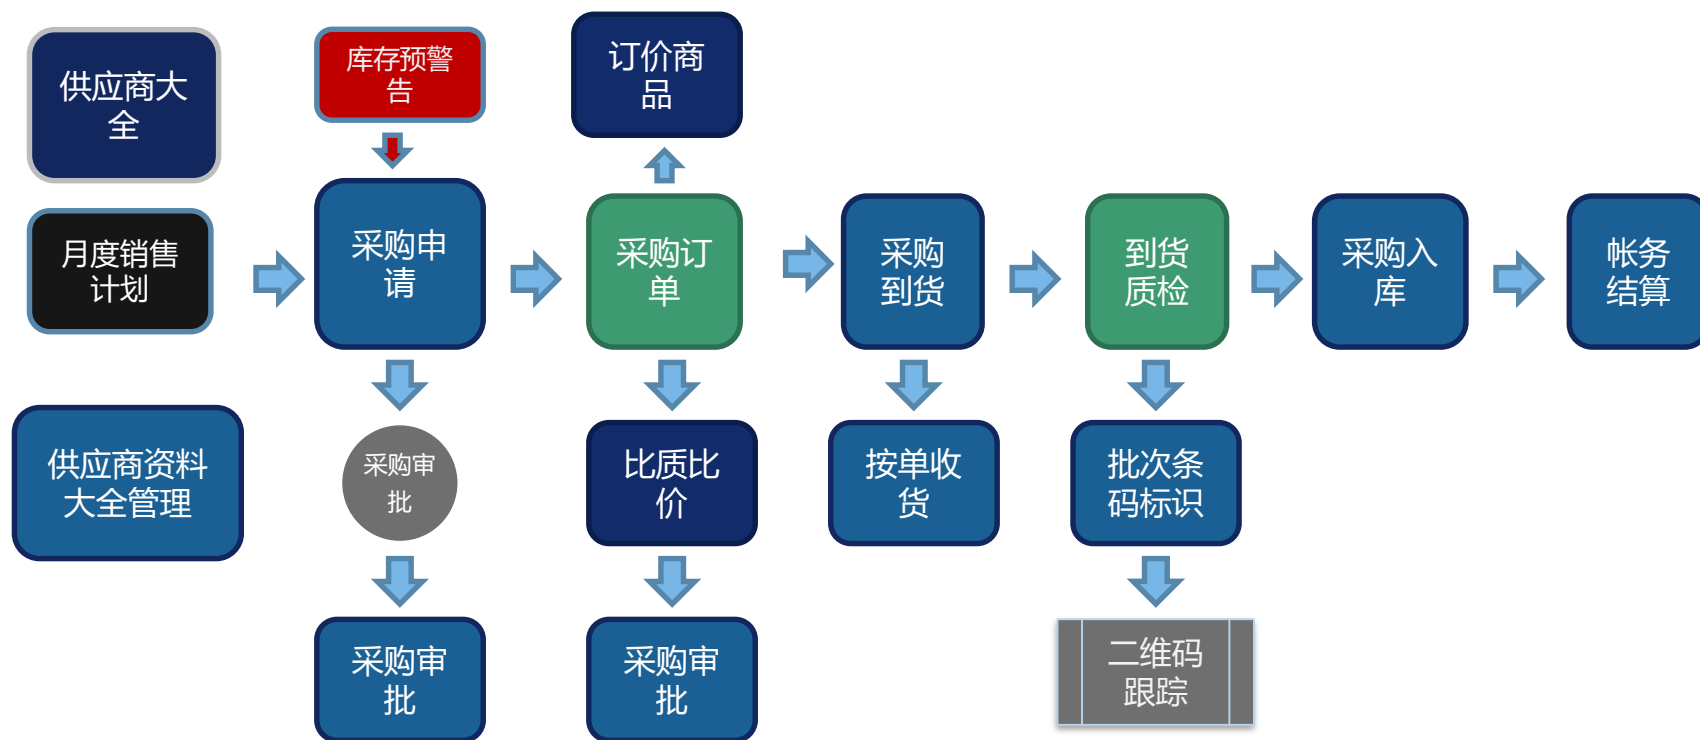 供应商大
全
库存预警
告
订价商
品
月度销售
计划
采购申
请
采购订
单
采购
到货
到货
质检
采购入
库
帐务
结算
供应商资料
大全管理
采购审
批
比质比
价
按单收
货
批次条
码标识
采购审
批
采购审
批
二维码
跟踪